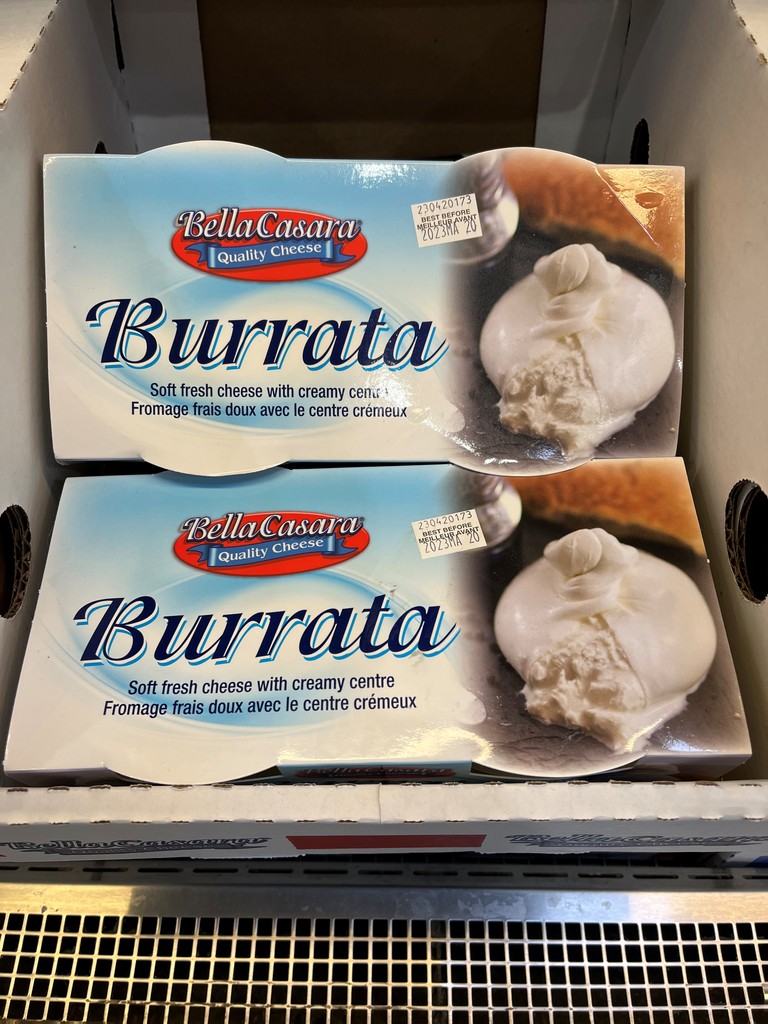 BellaCasara
Quality Cheese
230420173
BEST BEFORE
MEILLEUR AVANT
2023MA 20
Burrata
Soft fresh cheese with creamy centre
Fromage frais doux avec le centre crémeux
BellaCasara
Quality Cheese
230420173
BEST BEFORE
MEILLEUR AVANT
2023MA 20
Burrata
Soft fresh cheese with creamy centre
Fromage frais doux avec le centre crémeux